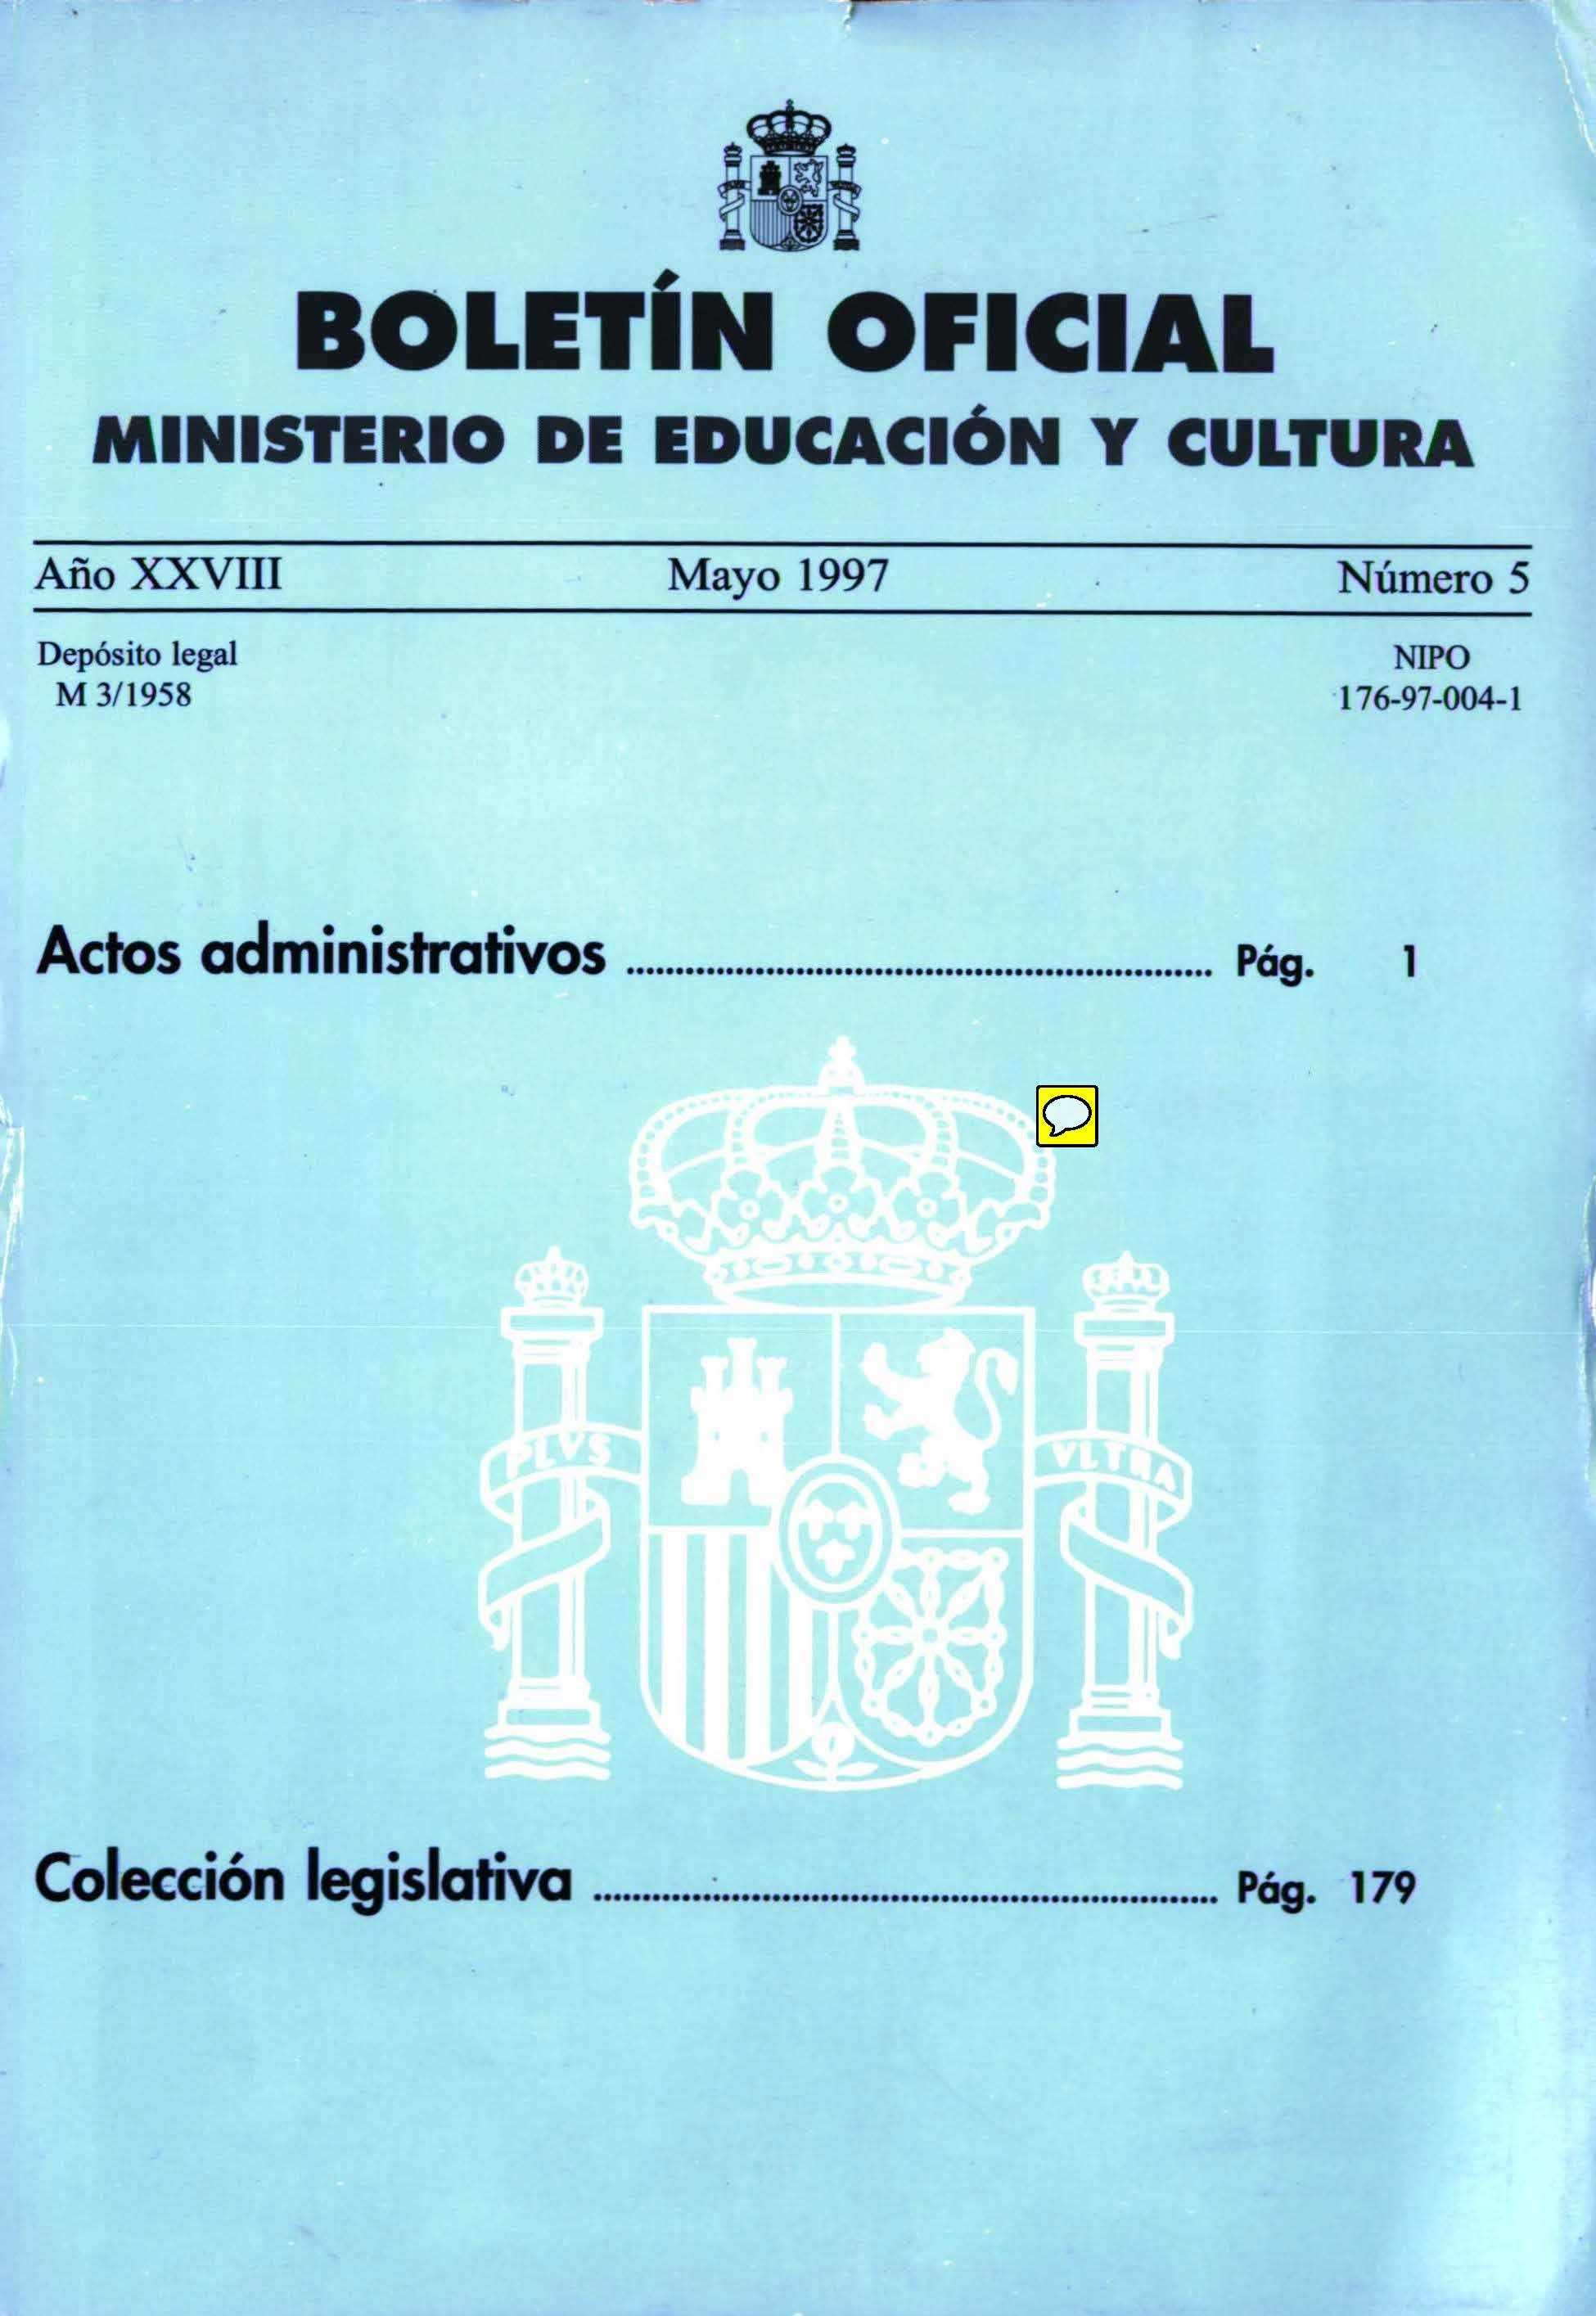 BOLETÍN OFICIAL
MINISTERIO DE EDUCACIÓN Y CULTURA
Año XXVIII Mayo 1997 Número 5
Depósito legal NIPO
M 3/1958 176-97-004-1
Actos administrativos ........................................................... Pág. 1
PLVS VLTRA
Colección legislativa ............................................................... Pág. 179